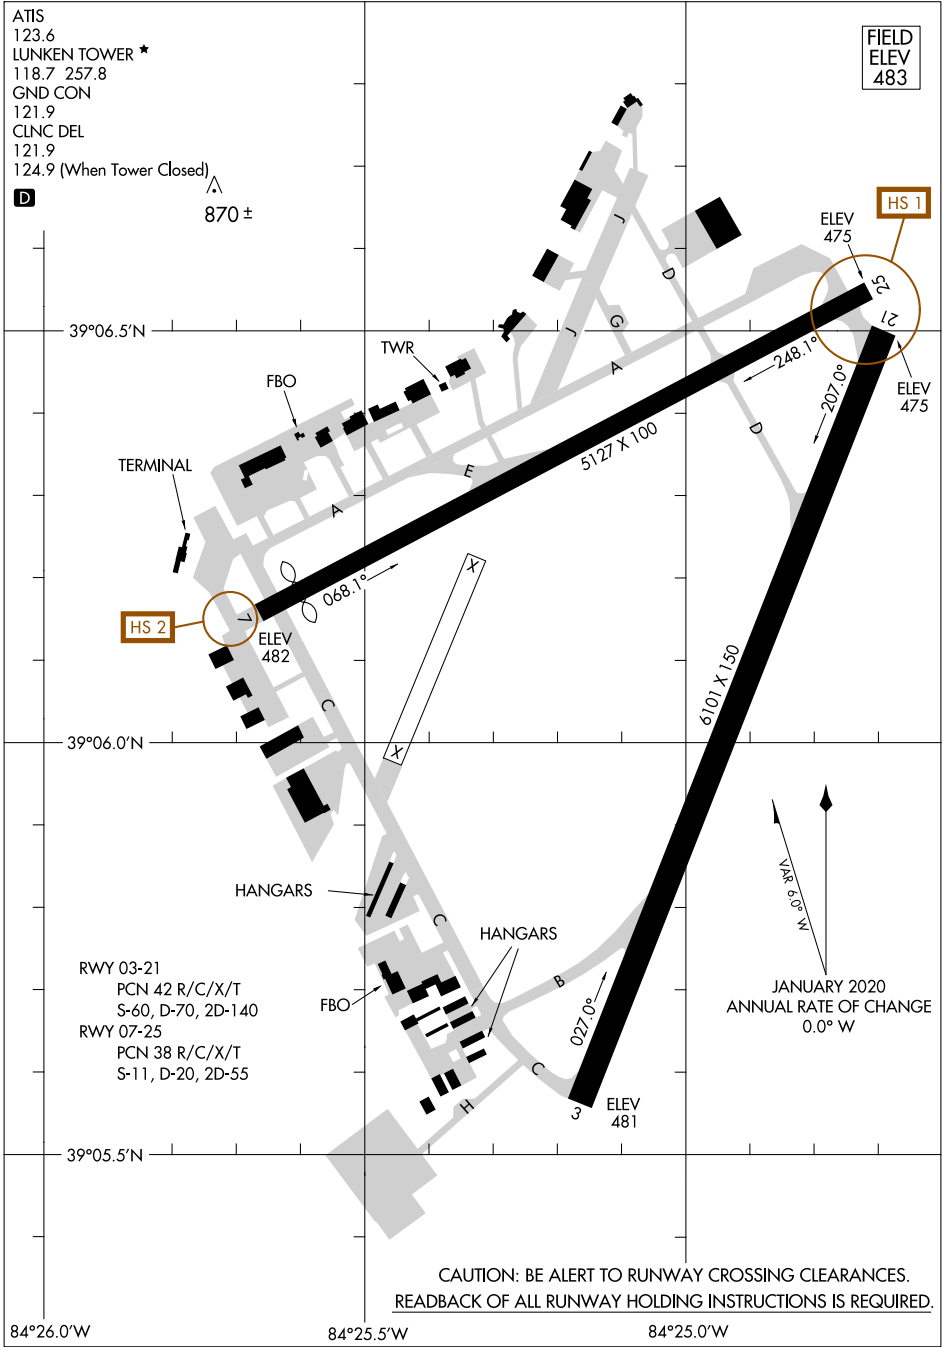 ATIS
123.6
LUNKEN TOWER ★
118.7 257.8
GND CON
121.9
CLNC DEL
121.9
124.9 (When Tower Closed)
D
870 ±
FIELD
ELEV
483
HS 1
ELEV
475
25
21
J
D
39°06.5'N
G
J
TWR
A
248.1°
ELEV
475
FBO
207.0°
D
5127 X 100
TERMINAL
E
A
068.1°
X
HS 2
7
ELEV
482
C
6101 X 150
39°06.0'N
X
VAR 6.0° W
HANGARS
C
HANGARS
RWY 03-21
PCN 42 R/C/X/T
S-60, D-70, 2D-140
RWY 07-25
PCN 38 R/C/X/T
S-11, D-20, 2D-55
FBO
B
JANUARY 2020
ANNUAL RATE OF CHANGE
0.0° W
027.0°
C
H
3
ELEV
481
39°05.5'N
CAUTION: BE ALERT TO RUNWAY CROSSING CLEARANCES.
READBACK OF ALL RUNWAY HOLDING INSTRUCTIONS IS REQUIRED.
84°26.0'W
84°25.5'W
84°25.0'W